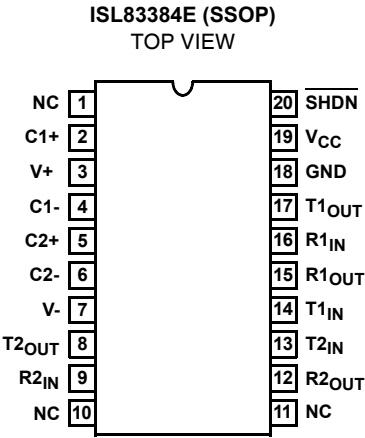 ISL83384E (SSOP)
TOP VIEW
NC 1 20 SHDN
C1+ 2 19 VCC
V+ 3 18 GND
C1- 4 17 T1OUT
C2+ 5 16 R1IN
C2- 6 15 R1OUT
V- 7 14 T1IN
T2OUT 8 13 T2IN
R2IN 9 12 R2OUT
NC 10 11 NC